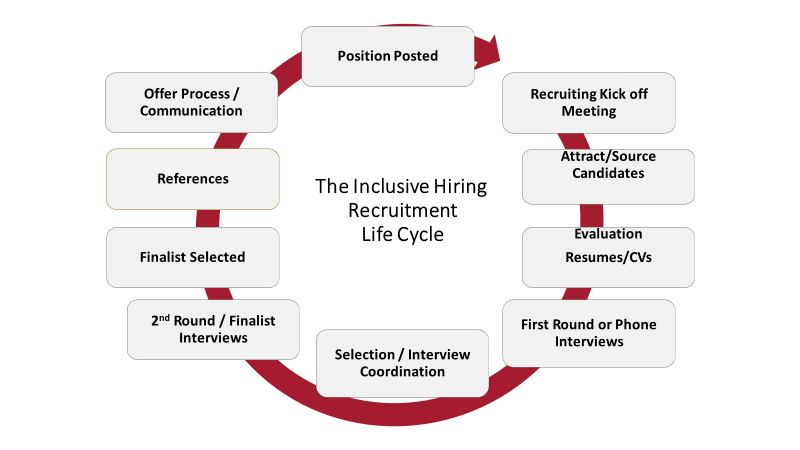 Position Posted
Recruiting Kick off
Meeting
Attract/Source
Candidates
Evaluation
Resumes/CVs
First Round or Phone
Interviews
Selection / Interview
Coordination
2nd Round / Finalist
Interviews
Finalist Selected
References
Offer Process /
Communication
The Inclusive Hiring
Recruitment
Life Cycle